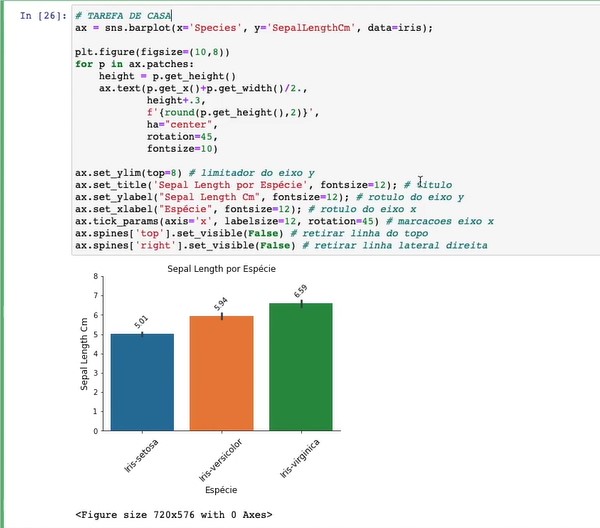 In [26]:
# TAREFA DE CASA
ax = sns.barplot(x='Species', y='SepalLengthCm', data=iris);
plt.figure(figsize=(10,8))
for p in ax.patches:
height = p.get_height()
ax.text(p.get_x()+p.get_width()/2.,
height+.3,
f'{round(p.get_height(),2)}',
ha="center",
rotation=45,
fontsize=10)
ax.set_ylim(top=8) # limitador do eixo y
ax.set_title('Sepal Length por Espécie', fontsize=12); # titulo
ax.set_ylabel("Sepal Length Cm", fontsize=12); # rotulo do eixo y
ax.set_xlabel("Espécie", fontsize=12); # rotulo do eixo x
ax.tick_params(axis='x', labelsize=12, rotation=45) # marcacoes eixo x
ax.spines['top'].set_visible(False) # retirar linha do topo
ax.spines['right'].set_visible(False) # retirar linha lateral direita
Sepal Length por Espécie
Sepal Length Cm
8
7
6
5
4
3
2
1
0
5.01
5.94
6.59
Iris-setosa
Iris-versicolor
Iris-virginica
Espécie
<Figure size 720x576 with 0 Axes>